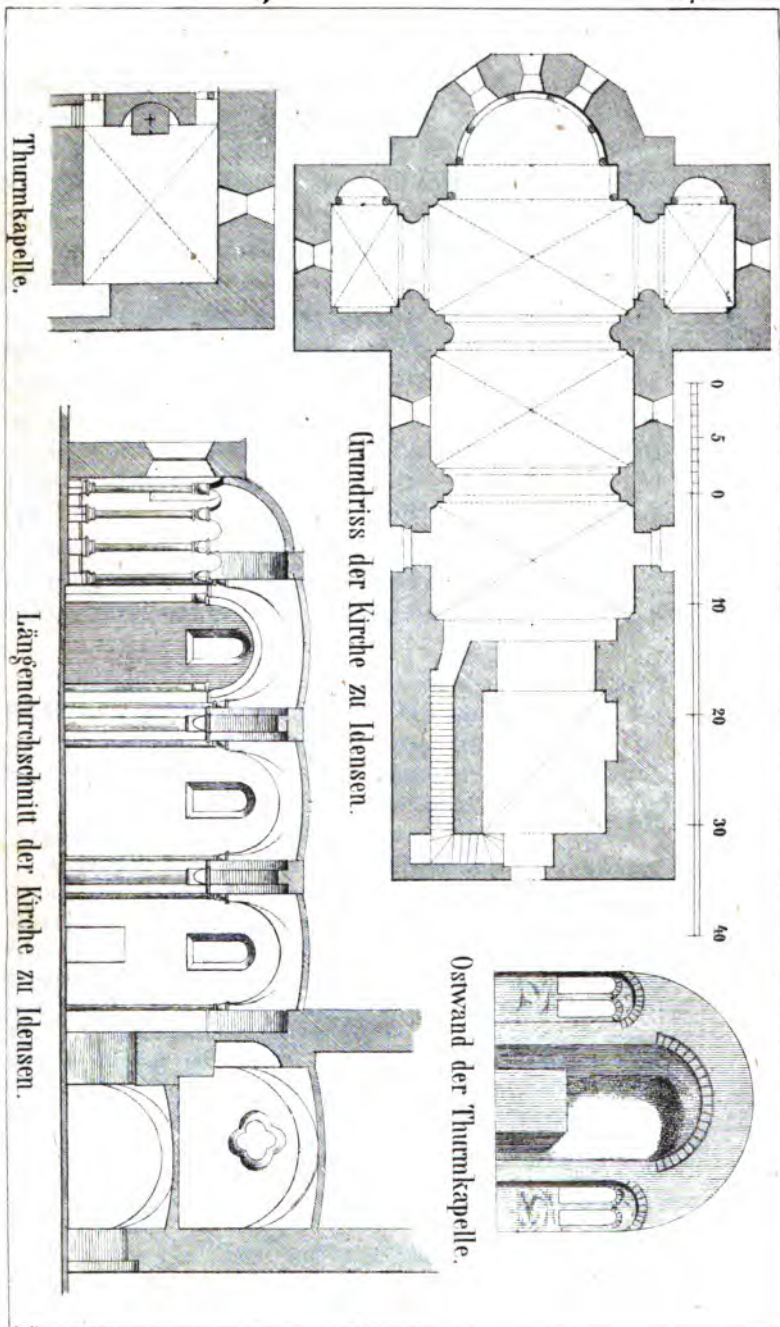 Thurmkapelle.
Grundriss der Kirche zu Idensen.
0 5 0 10 20 30 40
Ostwand der Thurmkapelle.
Längendurchschnitt der Kirche zu Idensen.